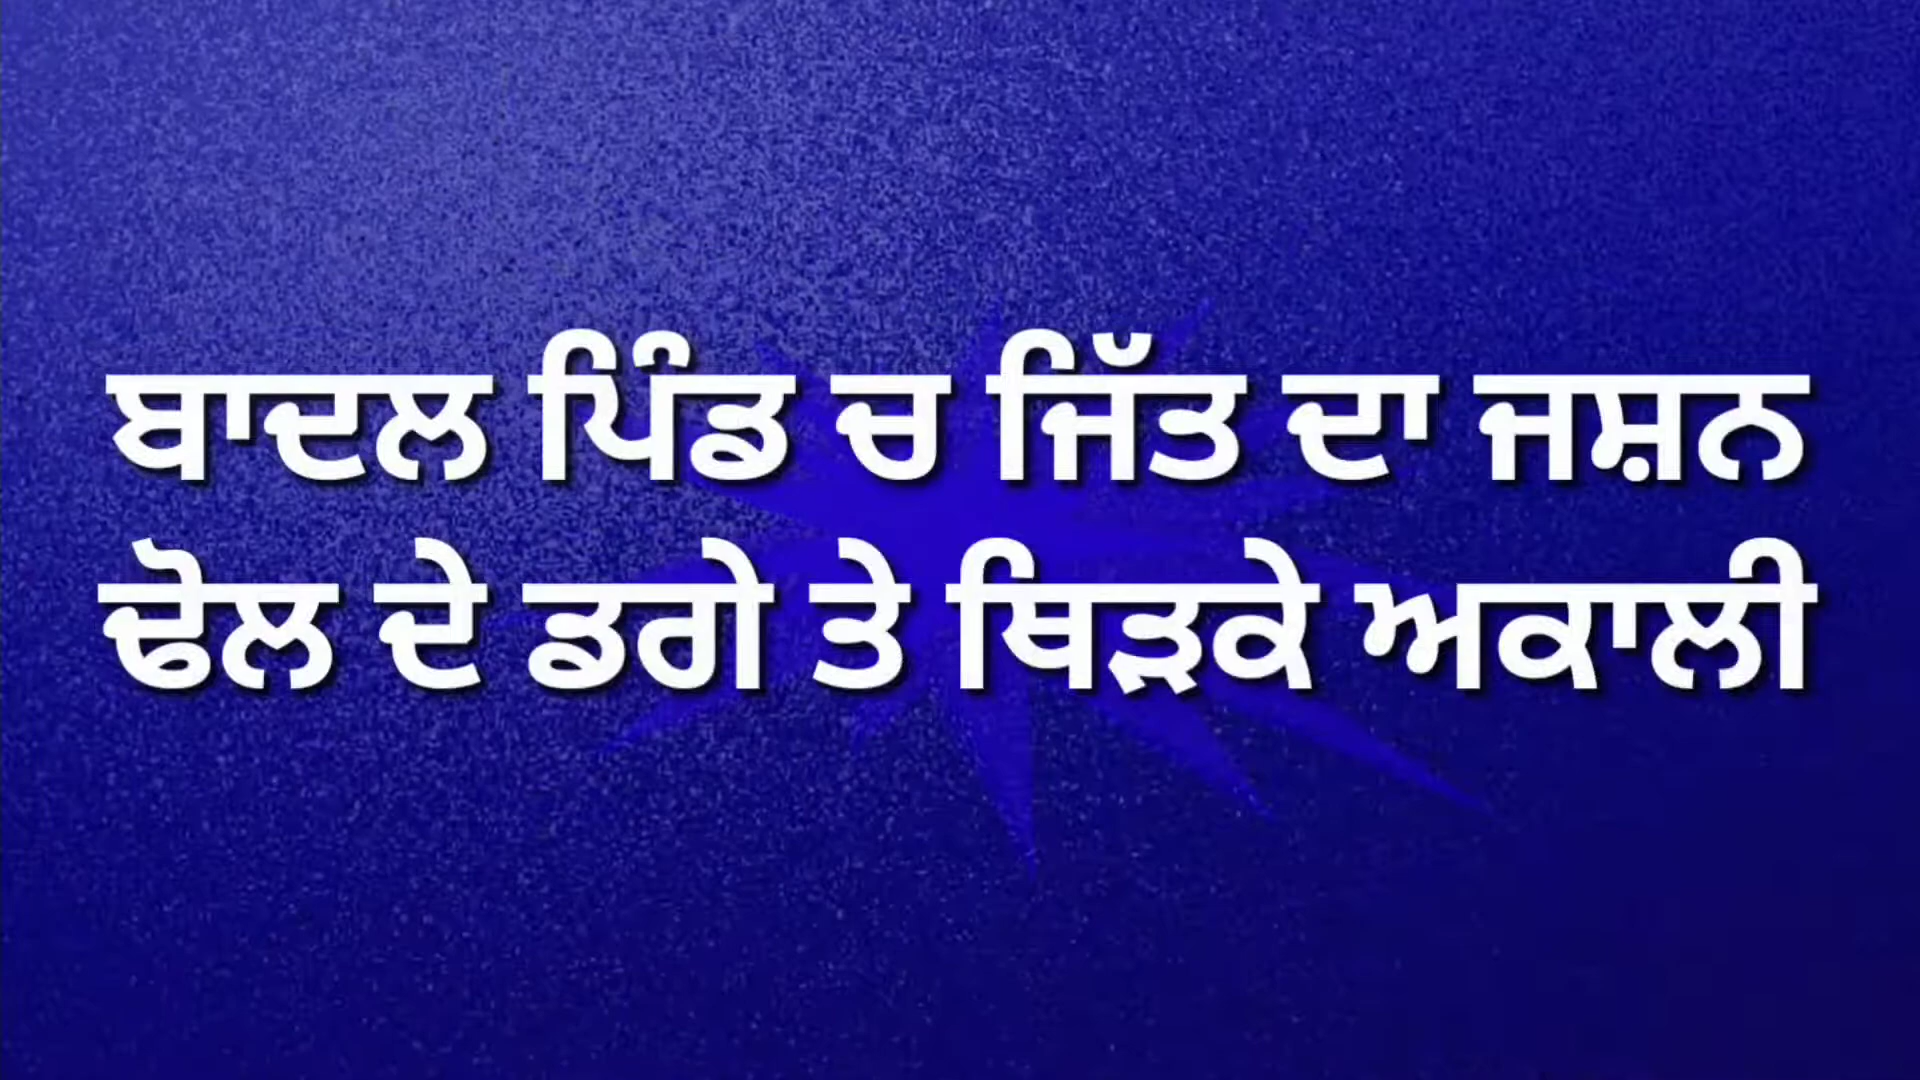 ਬਾਦਲ ਪਿੰਡ ਚ ਜਿੱਤ ਦਾ ਜਸ਼ਨ
ਢੋਲ ਦੇ ਡਗੇ ਤੇ ਥਿੜਕੇ ਅਕਾਲੀ